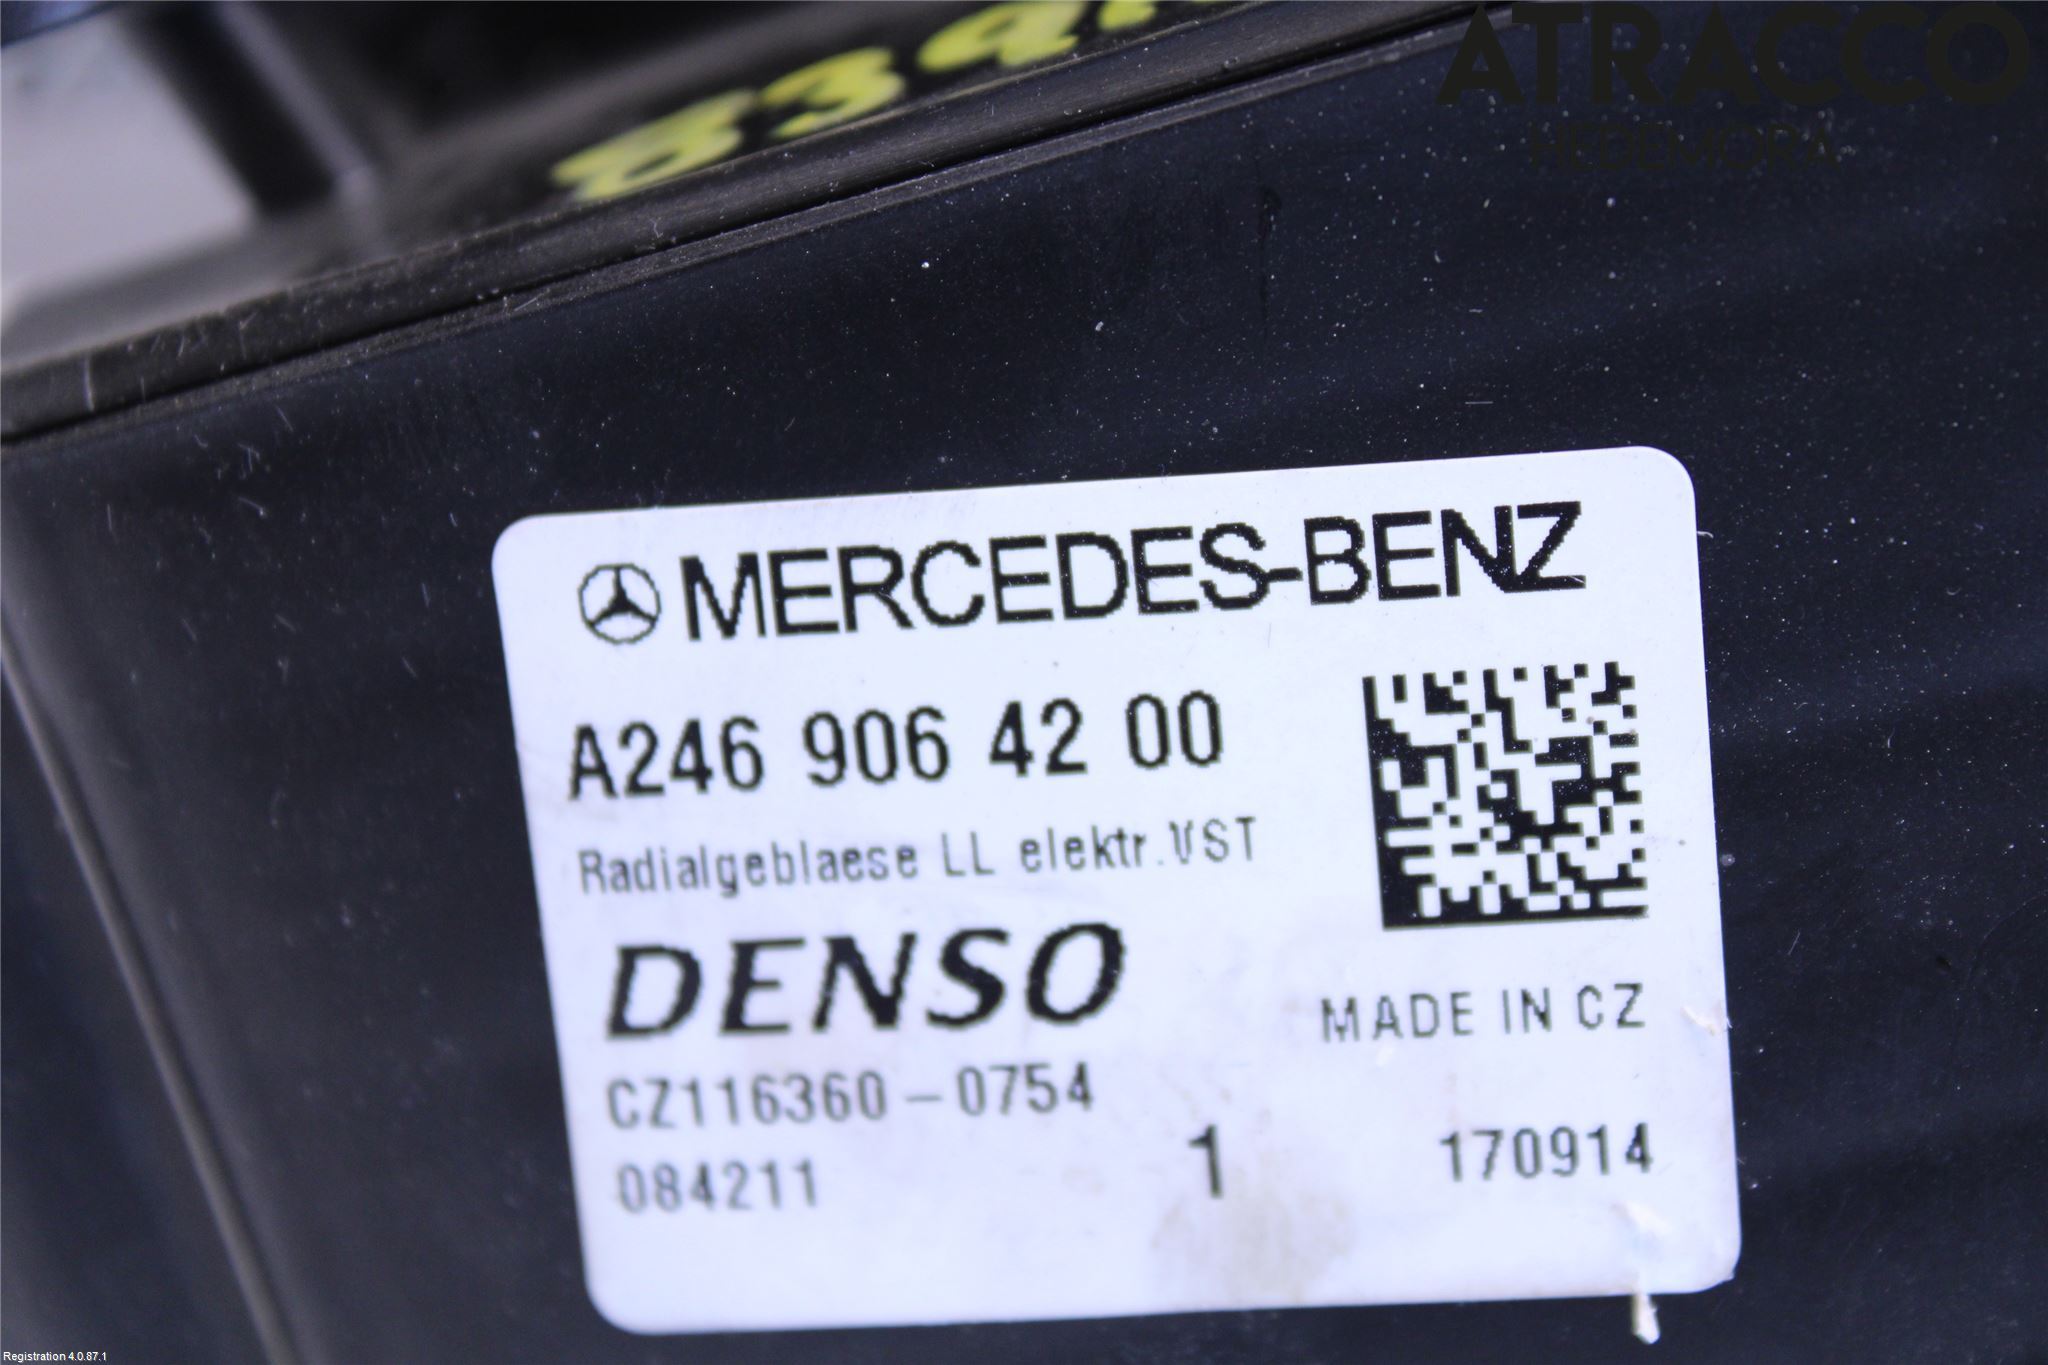 ATRACCO
HEDEMORA
MERCEDES-BENZ
A246 906 42 00
Radialgeblaese LL elektr.VST
DENSO
MADE IN CZ
CZ116360-0754
084211 1 170914
Registration 4.0.87.1